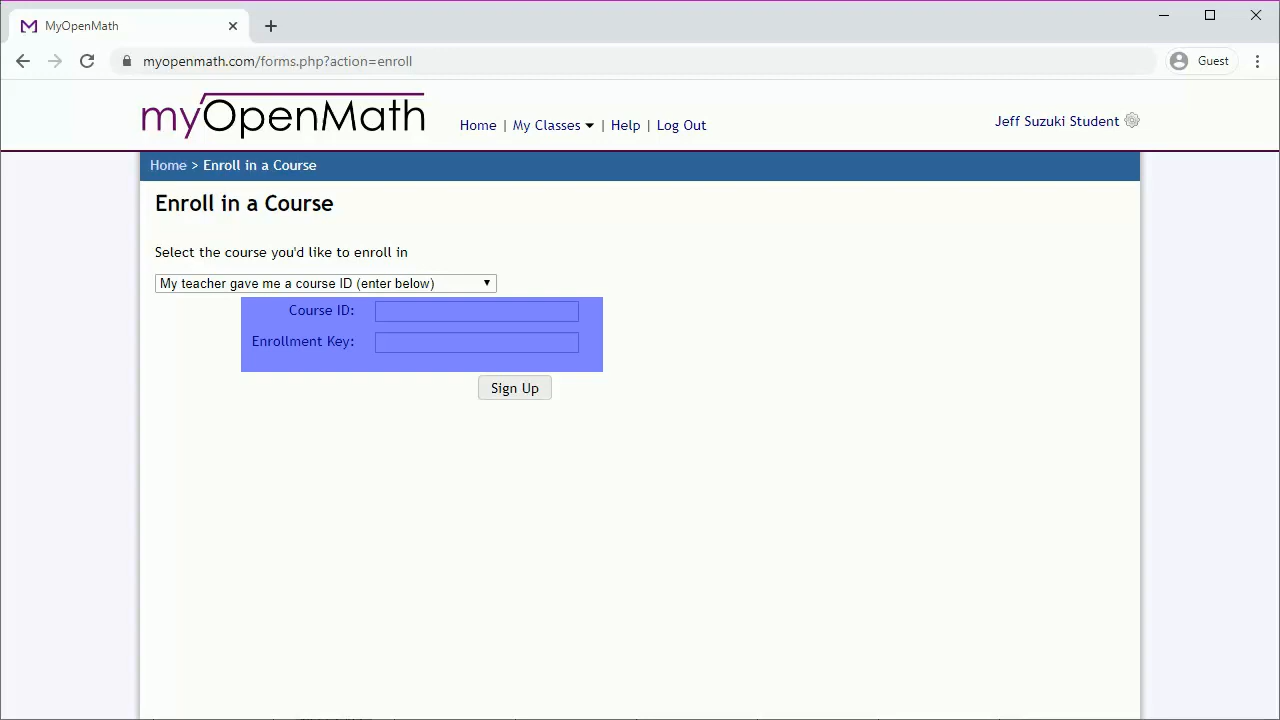 MyOpenMath
myopenmath.com/forms.php?action=enroll
Guest
myOpenMath
Home | My Classes | Help | Log Out
Jeff Suzuki Student
Home > Enroll in a Course
Enroll in a Course
Select the course you'd like to enroll in
My teacher gave me a course ID (enter below)
Course ID:
Enrollment Key:
Sign Up